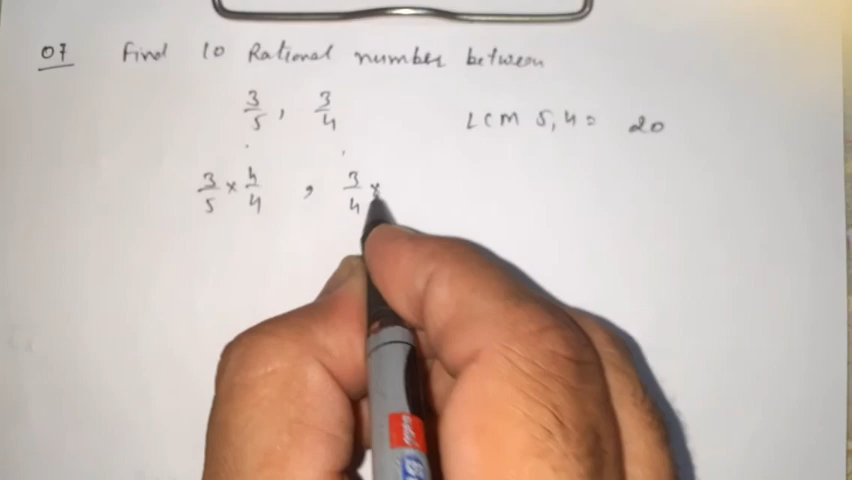 07 Find 10 Rational number between
3/5, 3/4 LCM 5,4= 20
3/5 × 4/4 , 3/4 ×